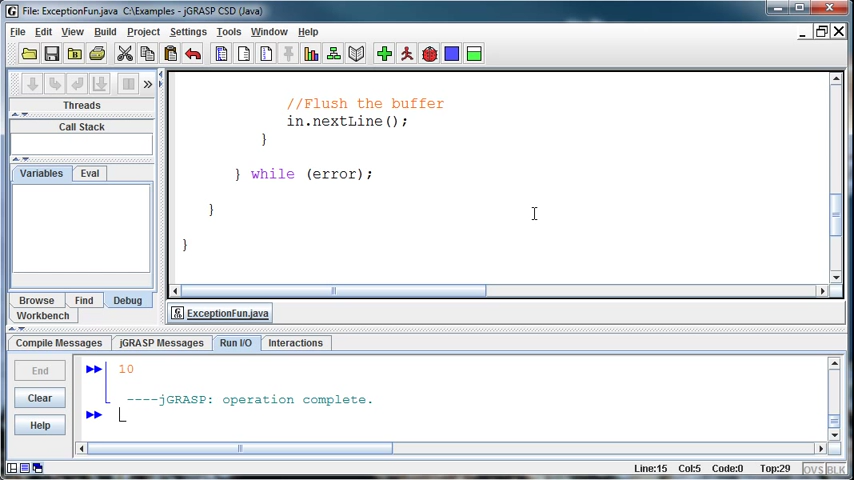 File: ExceptionFun.java C:\Examples - jGRASP CSD (Java)
File Edit View Build Project Settings Tools Window Help
Threads
Call Stack
Variables Eval
Browse Find Debug
Workbench
//Flush the buffer
in.nextLine();
}
} while (error);
}
}
ExceptionFun.java
Compile Messages jGRASP Messages Run I/O Interactions
End
Clear
Help
10
----jGRASP: operation complete.
Line:15 Col:5 Code:0 Top:29 OVS BLK